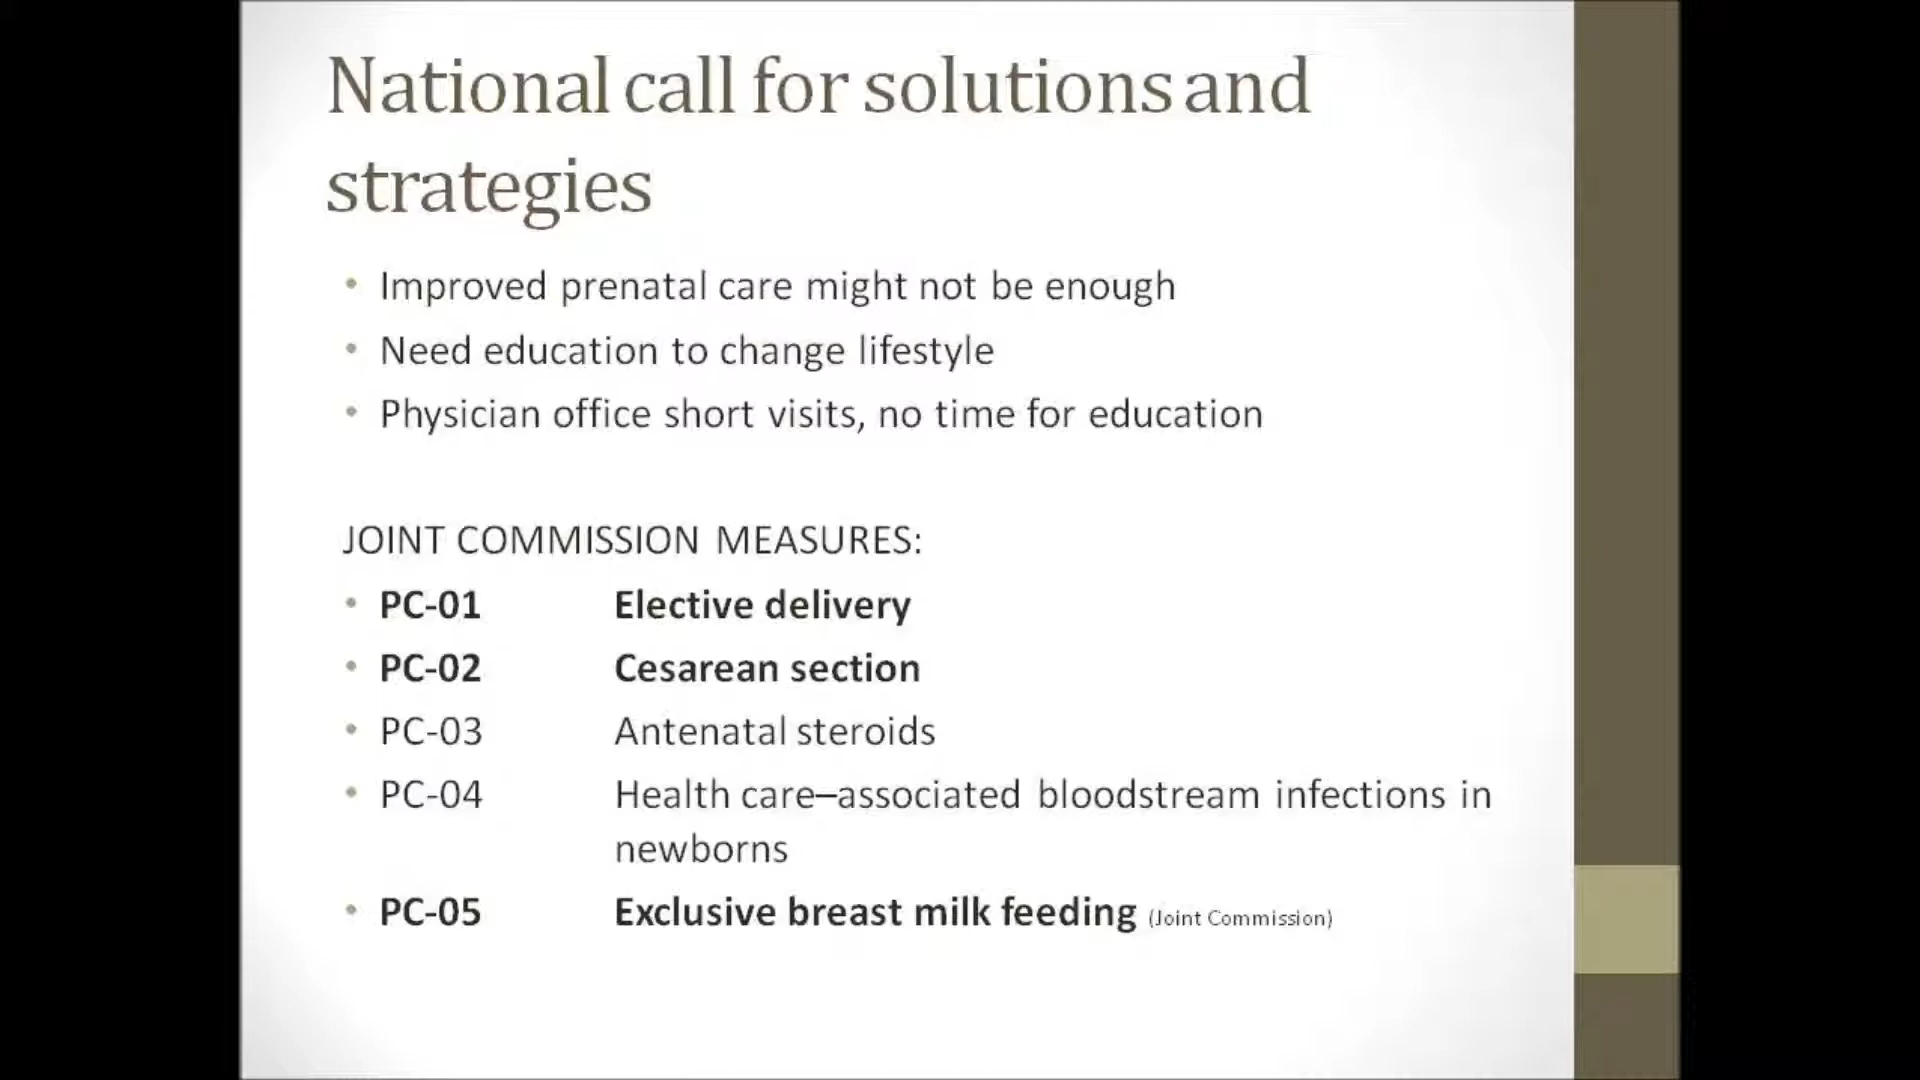 National call for solutions and
strategies
• Improved prenatal care might not be enough
• Need education to change lifestyle
• Physician office short visits, no time for education
JOINT COMMISSION MEASURES:
• PC-01 Elective delivery
• PC-02 Cesarean section
• PC-03 Antenatal steroids
• PC-04 Health care–associated bloodstream infections in
newborns
• PC-05 Exclusive breast milk feeding (Joint Commission)